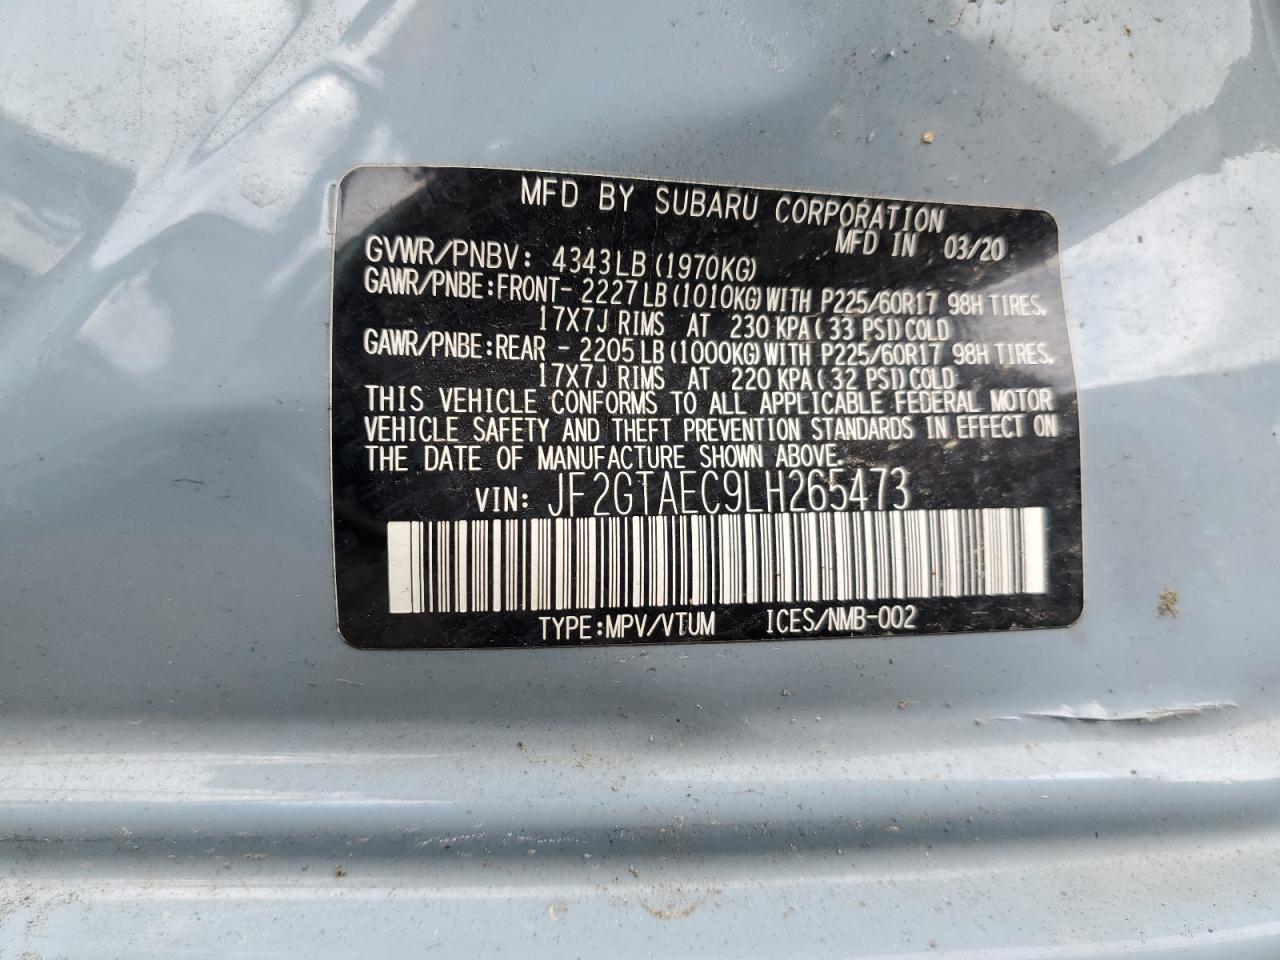 MFD BY SUBARU CORPORATION
MFD IN 03/20
GVWR/PNBV: 4343LB (1970KG)
GAWR/PNBE:FRONT- 2227LB(1010KG)WITH P225/60R17 98H TIRES.
17X7J RIMS AT 230 KPA( 33 PSI)COLD
GAWR/PNBE:REAR - 2205LB(1000KG)WITH P225/60R17 98H TIRES.
17X7J RIMS AT 220 KPA( 32 PSI)COLD
THIS VEHICLE CONFORMS TO ALL APPLICABLE FEDERAL MOTOR
VEHICLE SAFETY AND THEFT PREVENTION STANDARDS IN EFFECT ON
THE DATE OF MANUFACTURE SHOWN ABOVE.
VIN: JF2GTAEC9LH265473
TYPE:MPV/VTUM ICES/NMB-002